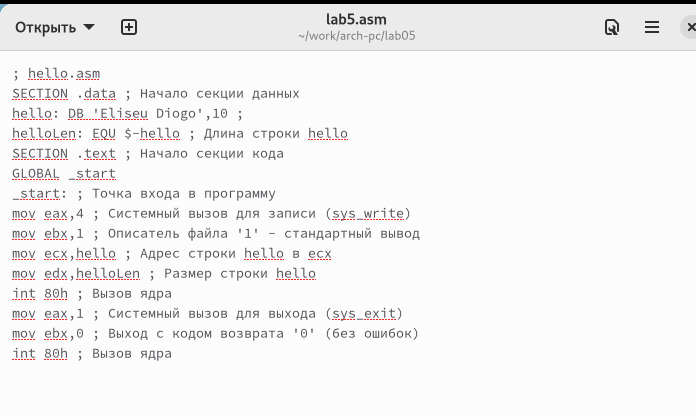 Открыть
lab5.asm
~/work/arch-pc/lab05
; hello.asm
SECTION .data ; Начало секции данных
hello: DB 'Eliseu Diogo',10 ;
helloLen: EQU $-hello ; Длина строки hello
SECTION .text ; Начало секции кода
GLOBAL _start
_start: ; Точка входа в программу
mov eax,4 ; Системный вызов для записи (sys_write)
mov ebx,1 ; Описатель файла '1' - стандартный вывод
mov ecx,hello ; Адрес строки hello в ecx
mov edx,helloLen ; Размер строки hello
int 80h ; Вызов ядра
mov eax,1 ; Системный вызов для выхода (sys_exit)
mov ebx,0 ; Выход с кодом возврата '0' (без ошибок)
int 80h ; Вызов ядра